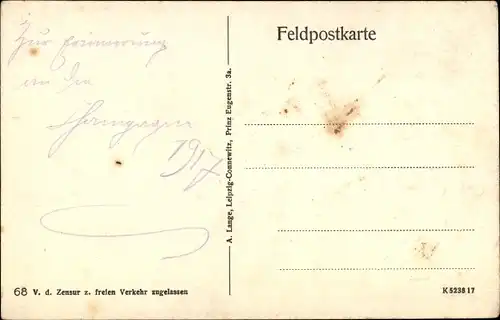 Zur Erinnerung
an den
1917
Feldpostkarte
A. Lange, Leipzig-Connewitz, Prinz Eugenstr. 3a.
68 V. d. Zensur z. freien Verkehr zugelassen
K 5238 17